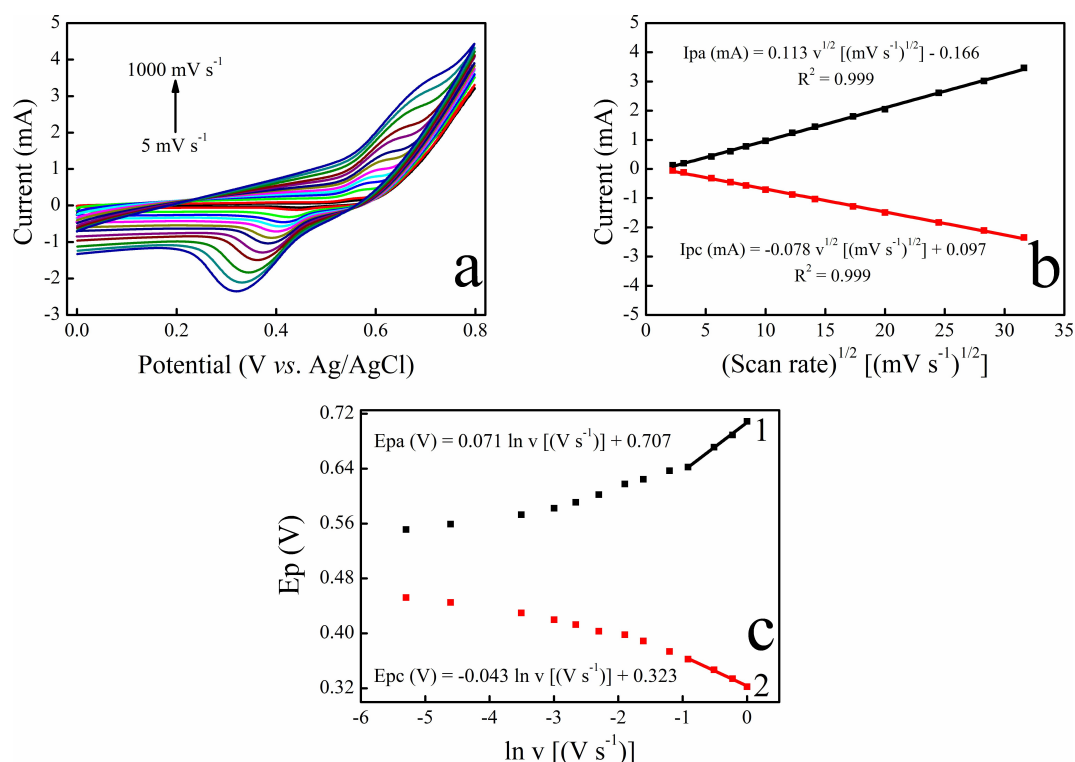 5
4
3
2
1
0
-1
-2
-3
Current (mA)
1000 mV s⁻¹
5 mV s⁻¹
a
0.0 0.2 0.4 0.6 0.8
Potential (V vs. Ag/AgCl)
5
4
3
2
1
0
-1
-2
-3
-4
-5
Current (mA)
Ipa (mA) = 0.113 v^1/2 [(mV s⁻¹)^1/2] - 0.166
R² = 0.999
Ipc (mA) = -0.078 v^1/2 [(mV s⁻¹)^1/2] + 0.097
R² = 0.999
b
0 5 10 15 20 25 30 35
(Scan rate)^1/2 [(mV s⁻¹)^1/2]
0.72
0.64
0.56
0.48
0.40
0.32
Ep (V)
Epa (V) = 0.071 ln v [(V s⁻¹)] + 0.707
1
c
Epc (V) = -0.043 ln v [(V s⁻¹)] + 0.323
2
-6 -5 -4 -3 -2 -1 0
ln v [(V s⁻¹)]